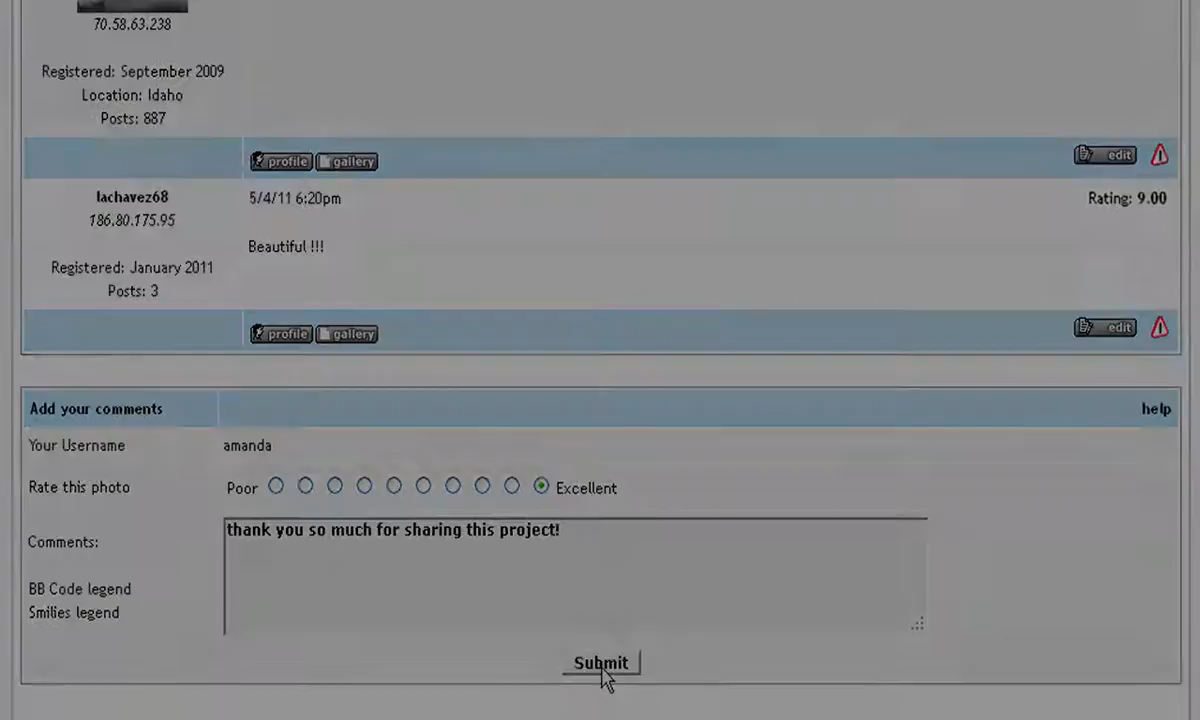 70.58.63.238
Registered: September 2009
Location: Idaho
Posts: 887
profile gallery edit
lachavez68 5/4/11 6:20pm Rating: 9.00
186.80.175.95
Beautiful !!!
Registered: January 2011
Posts: 3
profile gallery edit
Add your comments help
Your Username amanda
Rate this photo Poor Excellent
thank you so much for sharing this project!
Comments:
BB Code legend
Smilies legend
Submit